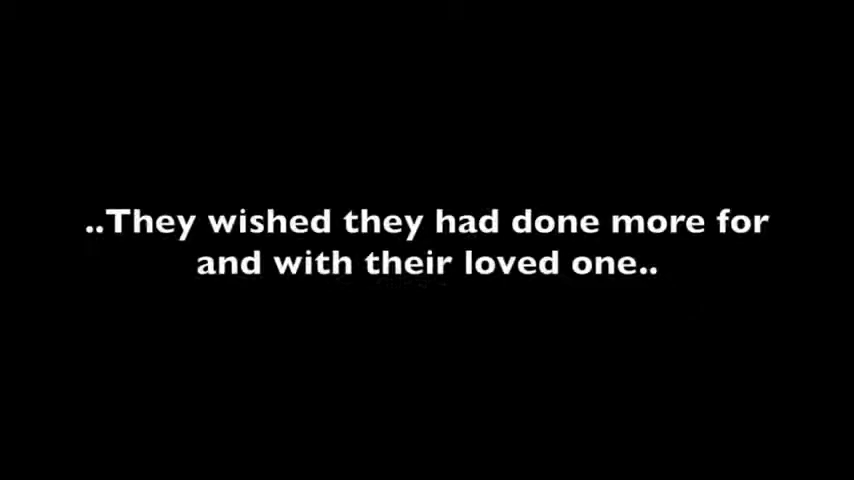 ..They wished they had done more for
and with their loved one..